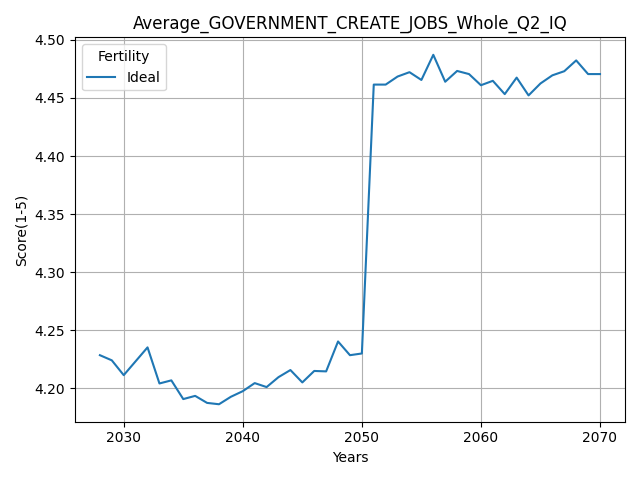 Average_GOVERNMENT_CREATE_JOBS_Whole_Q2_IQ
4.50
Fertility
Ideal
4.45
4.40
4.35
4.30
4.25
4.20
Score(1-5)
2030
2040
2050
2060
2070
Years